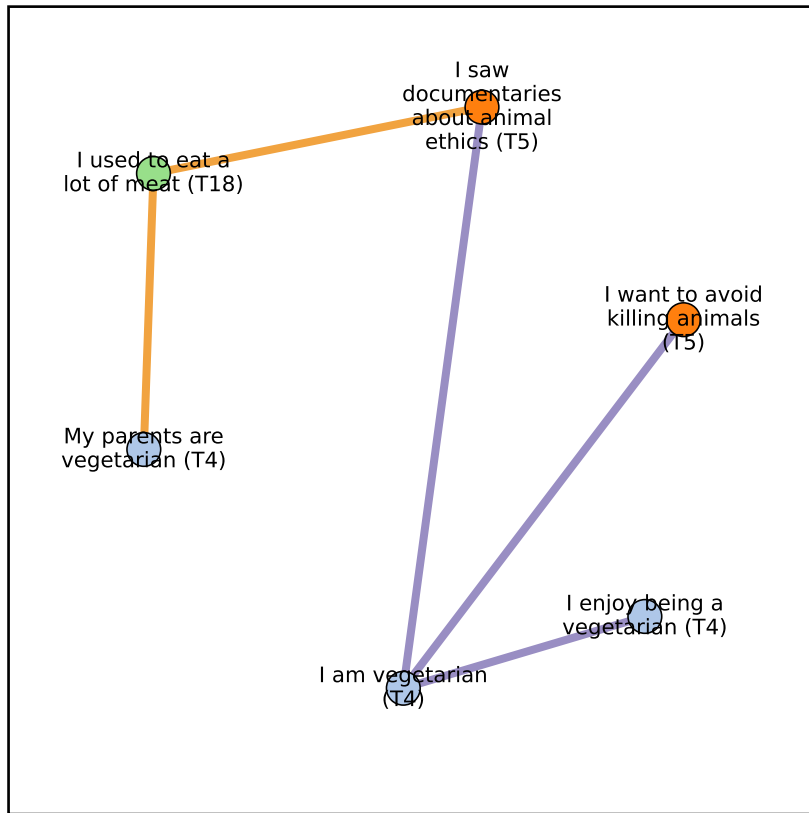 I saw
documentaries
about animal
ethics (T5)
I used to eat a
lot of meat (T18)
I want to avoid
killing animals
(T5)
My parents are
vegetarian (T4)
I enjoy being a
vegetarian (T4)
I am vegetarian
(T4)